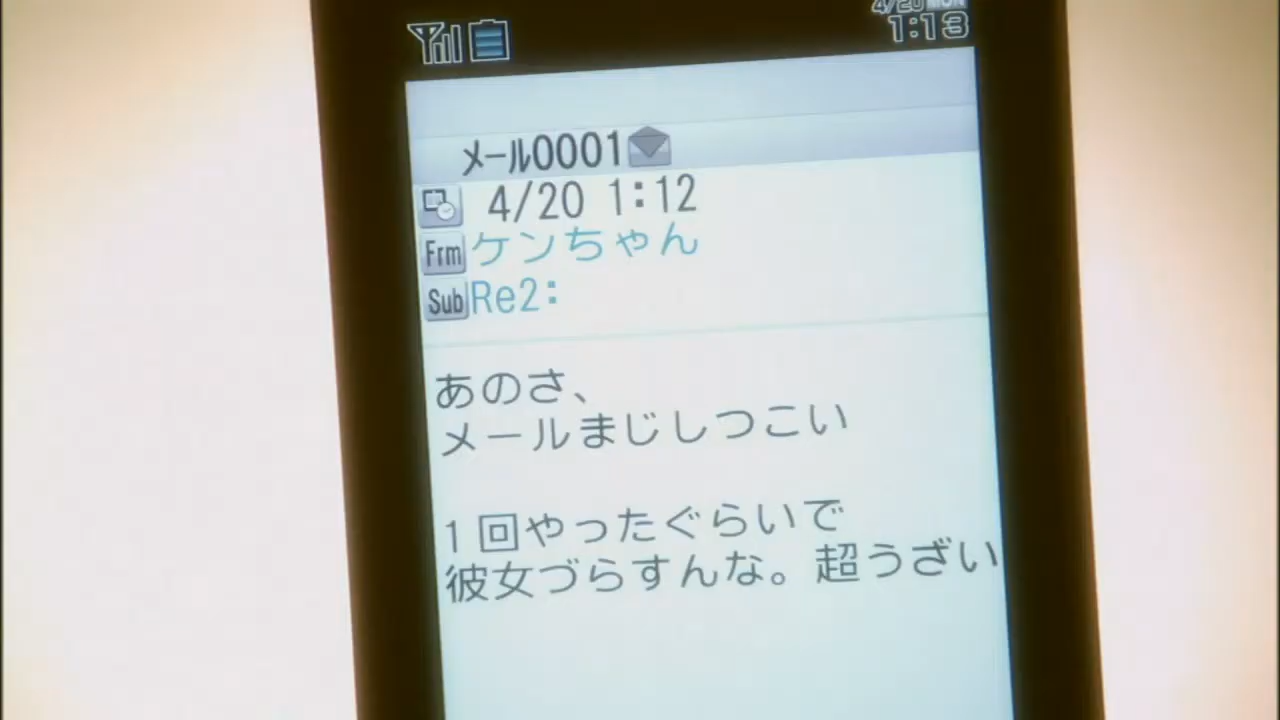 4/20 MON
1:13
メール0001
4/20 1:12
Frm ケンちゃん
Sub Re2:
あのさ、
メールまじしつこい
1回やったぐらいで
彼女づらすんな。超うざい